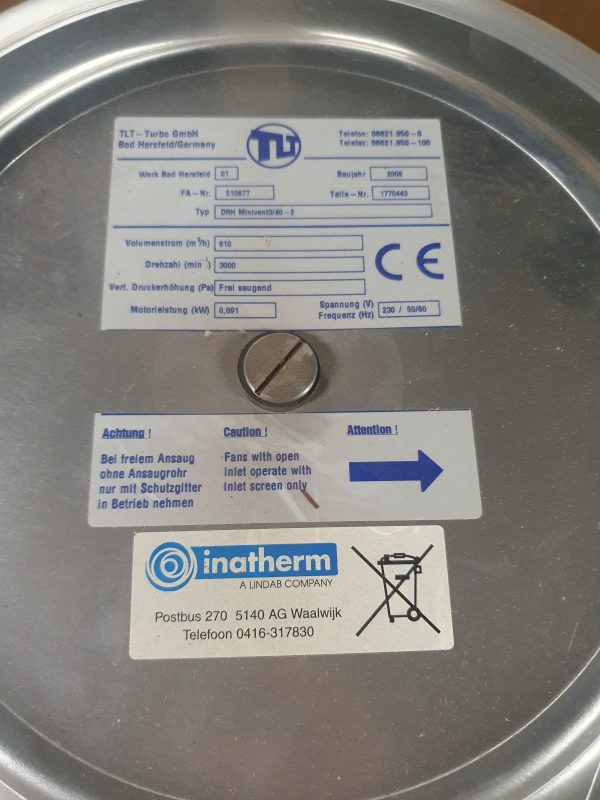 TLT-Turbo GmbH
Bad Hersfeld/Germany
TLT
Telefon: 06621.950-0
Telefax: 06621.950-100
Werk Bad Hersfeld 01
Baujahr 2008
FA-Nr. 510877
Teile-Nr. 1770443
Typ DRH Minivent3/40-2
Volumenstrom (m³/h) 910
Drehzahl (min⁻¹) 3000
CE
Verf. Druckerhöhung (Pa) Frei saugend
Motorleistung (kW) 0,091
Spannung (V)
Frequenz (Hz)
230 / 50/60
Achtung !
Bei freiem Ansaug
ohne Ansaugrohr
nur mit Schutzgitter
in Betrieb nehmen
Caution !
Fans with open
inlet operate with
inlet screen only
Attention !
inatherm
A LINDAB COMPANY
Postbus 270 5140 AG Waalwijk
Telefoon 0416-317830